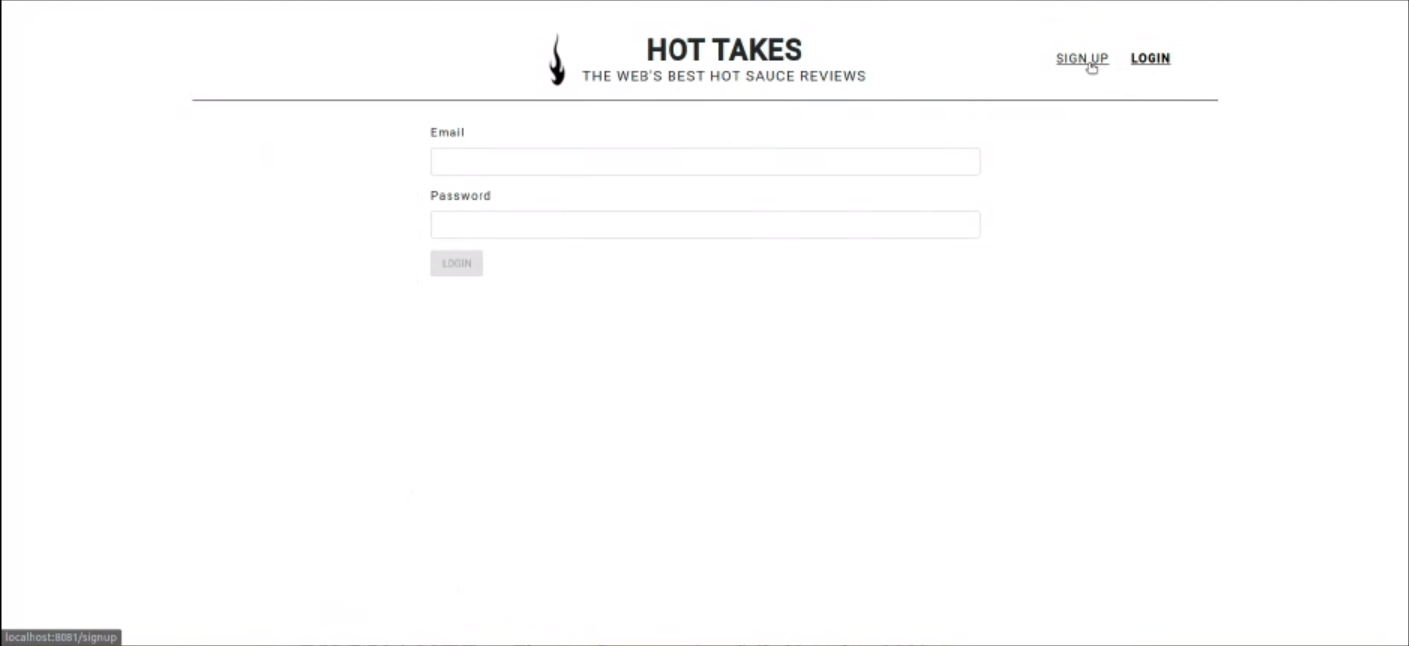 HOT TAKES
THE WEB'S BEST HOT SAUCE REVIEWS
SIGN UP LOGIN
Email
Password
LOGIN
localhost:8081/signup